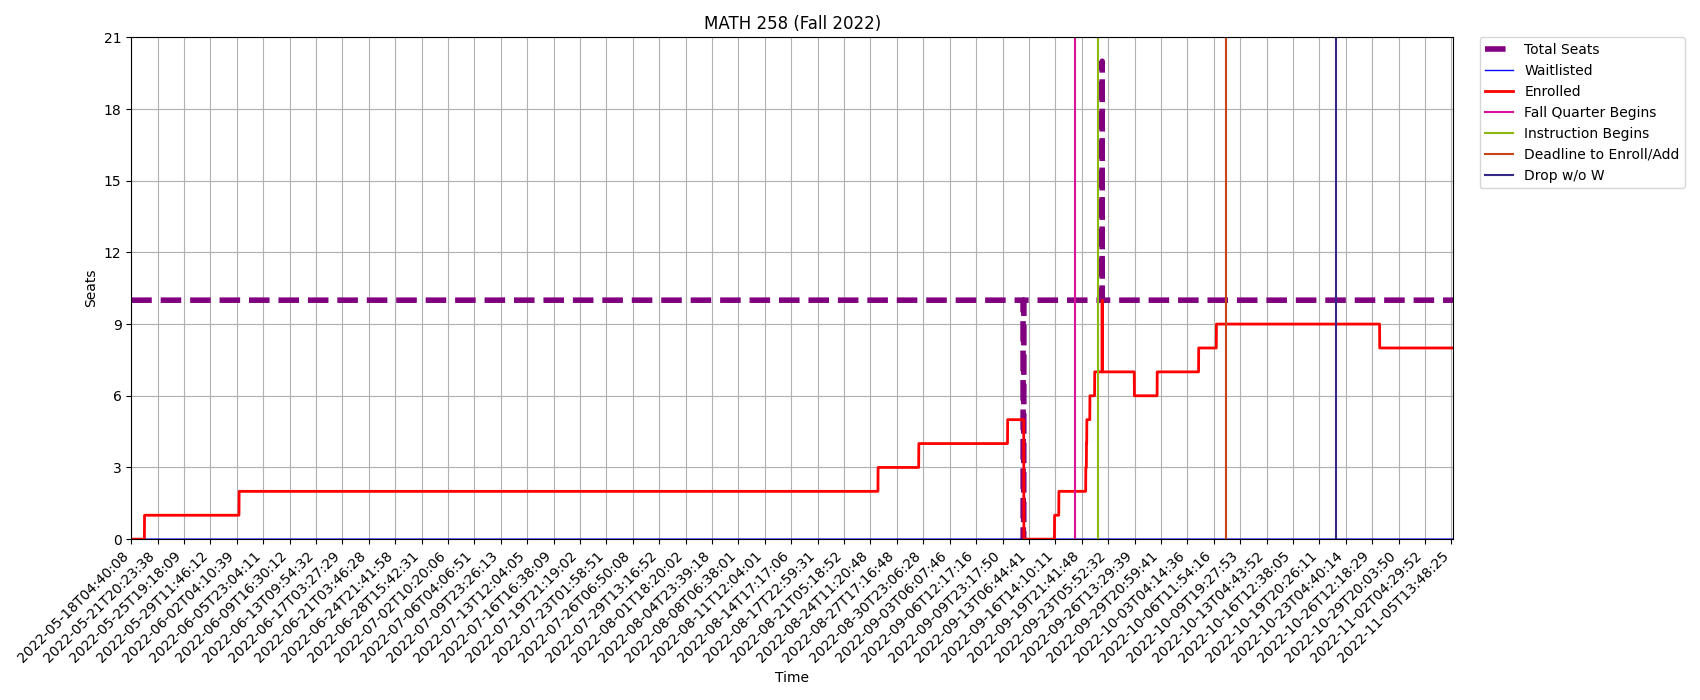 MATH 258 (Fall 2022)
21
18
15
12
9
6
3
0
Seats
2022-05-18T04:40:08
2022-05-21T20:23:38
2022-05-25T19:18:09
2022-05-29T11:46:12
2022-06-02T04:10:39
2022-06-05T23:04:11
2022-06-09T16:30:12
2022-06-13T09:54:32
2022-06-17T03:27:29
2022-06-21T03:46:28
2022-06-24T21:41:58
2022-06-28T15:42:31
2022-07-02T10:20:06
2022-07-06T04:06:51
2022-07-09T23:26:13
2022-07-13T12:04:05
2022-07-16T16:38:09
2022-07-19T21:19:02
2022-07-23T01:58:51
2022-07-26T06:50:08
2022-07-29T13:16:52
2022-08-01T18:20:02
2022-08-04T23:39:18
2022-08-08T06:38:01
2022-08-11T12:04:01
2022-08-14T17:17:06
2022-08-17T22:59:31
2022-08-21T05:18:52
2022-08-24T11:20:48
2022-08-27T17:16:48
2022-08-30T23:06:28
2022-09-03T06:07:46
2022-09-06T12:17:16
2022-09-09T23:17:50
2022-09-13T06:44:41
2022-09-16T14:10:11
2022-09-19T21:41:48
2022-09-23T05:52:32
2022-09-26T13:29:39
2022-09-29T20:59:41
2022-10-03T04:14:36
2022-10-06T11:54:16
2022-10-09T19:27:53
2022-10-13T04:43:52
2022-10-16T12:38:05
2022-10-19T20:26:11
2022-10-23T04:40:14
2022-10-26T12:18:29
2022-10-29T20:03:50
2022-11-02T04:29:52
2022-11-05T13:48:25
Time
Total Seats
Waitlisted
Enrolled
Fall Quarter Begins
Instruction Begins
Deadline to Enroll/Add
Drop w/o W